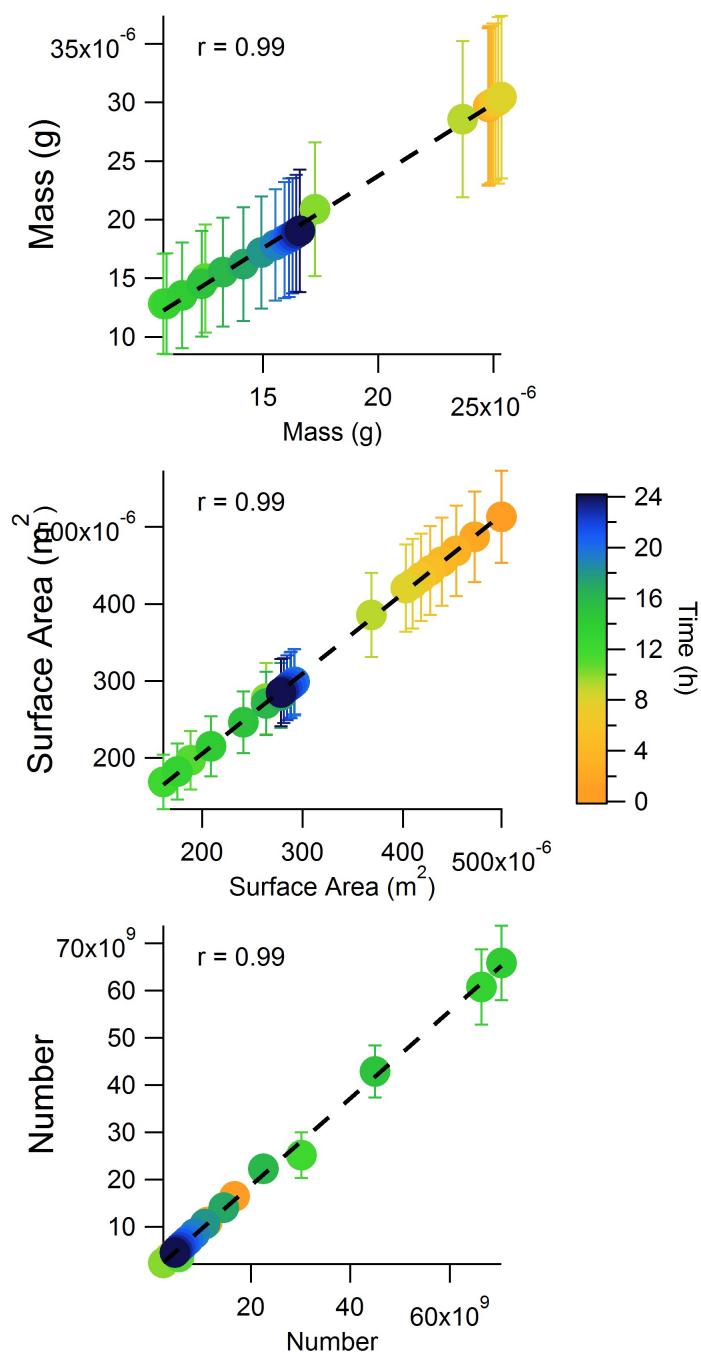 35x10⁻⁶
r = 0.99
30
25
20
15
10
Mass (g)
15
20
25x10⁻⁶
Mass (g)
r = 0.99
00x10⁻⁶
400
300
200
Surface Area (m²)
200
300
400
500x10⁻⁶
Surface Area (m²)
24
20
16
12
8
4
0
Time (h)
70x10⁹
r = 0.99
60
50
40
30
20
10
Number
20
40
60x10⁹
Number